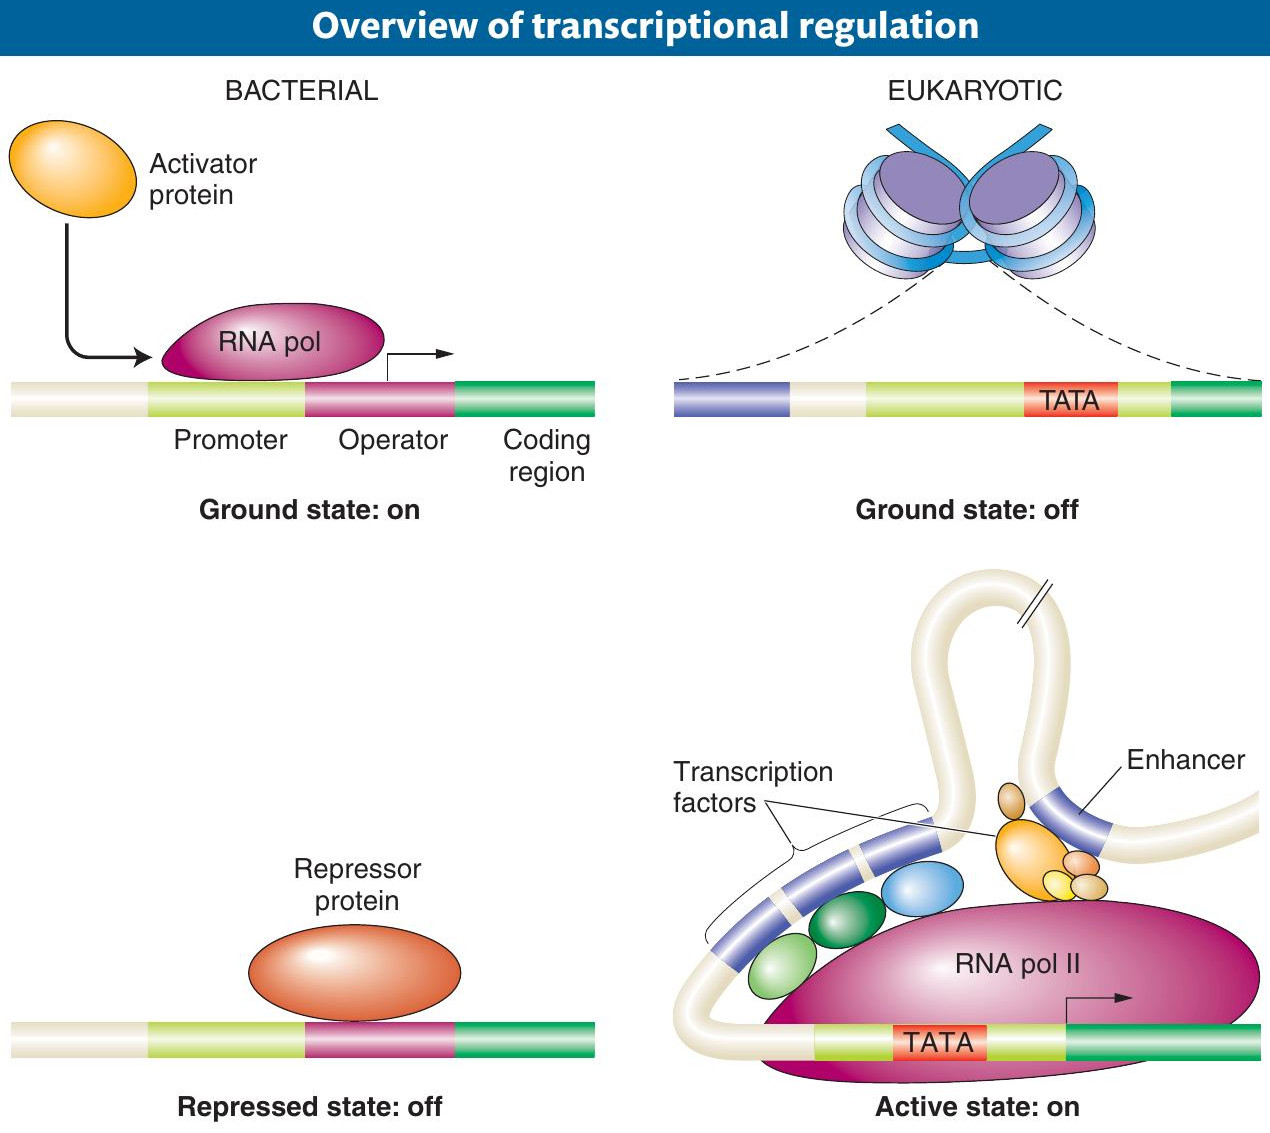 Overview of transcriptional regulation
BACTERIAL
Activator
protein
RNA pol
Promoter
Operator
Coding
region
Ground state: on
EUKARYOTIC
TATA
Ground state: off
Repressor
protein
Repressed state: off
Transcription
factors
Enhancer
RNA pol II
TATA
Active state: on